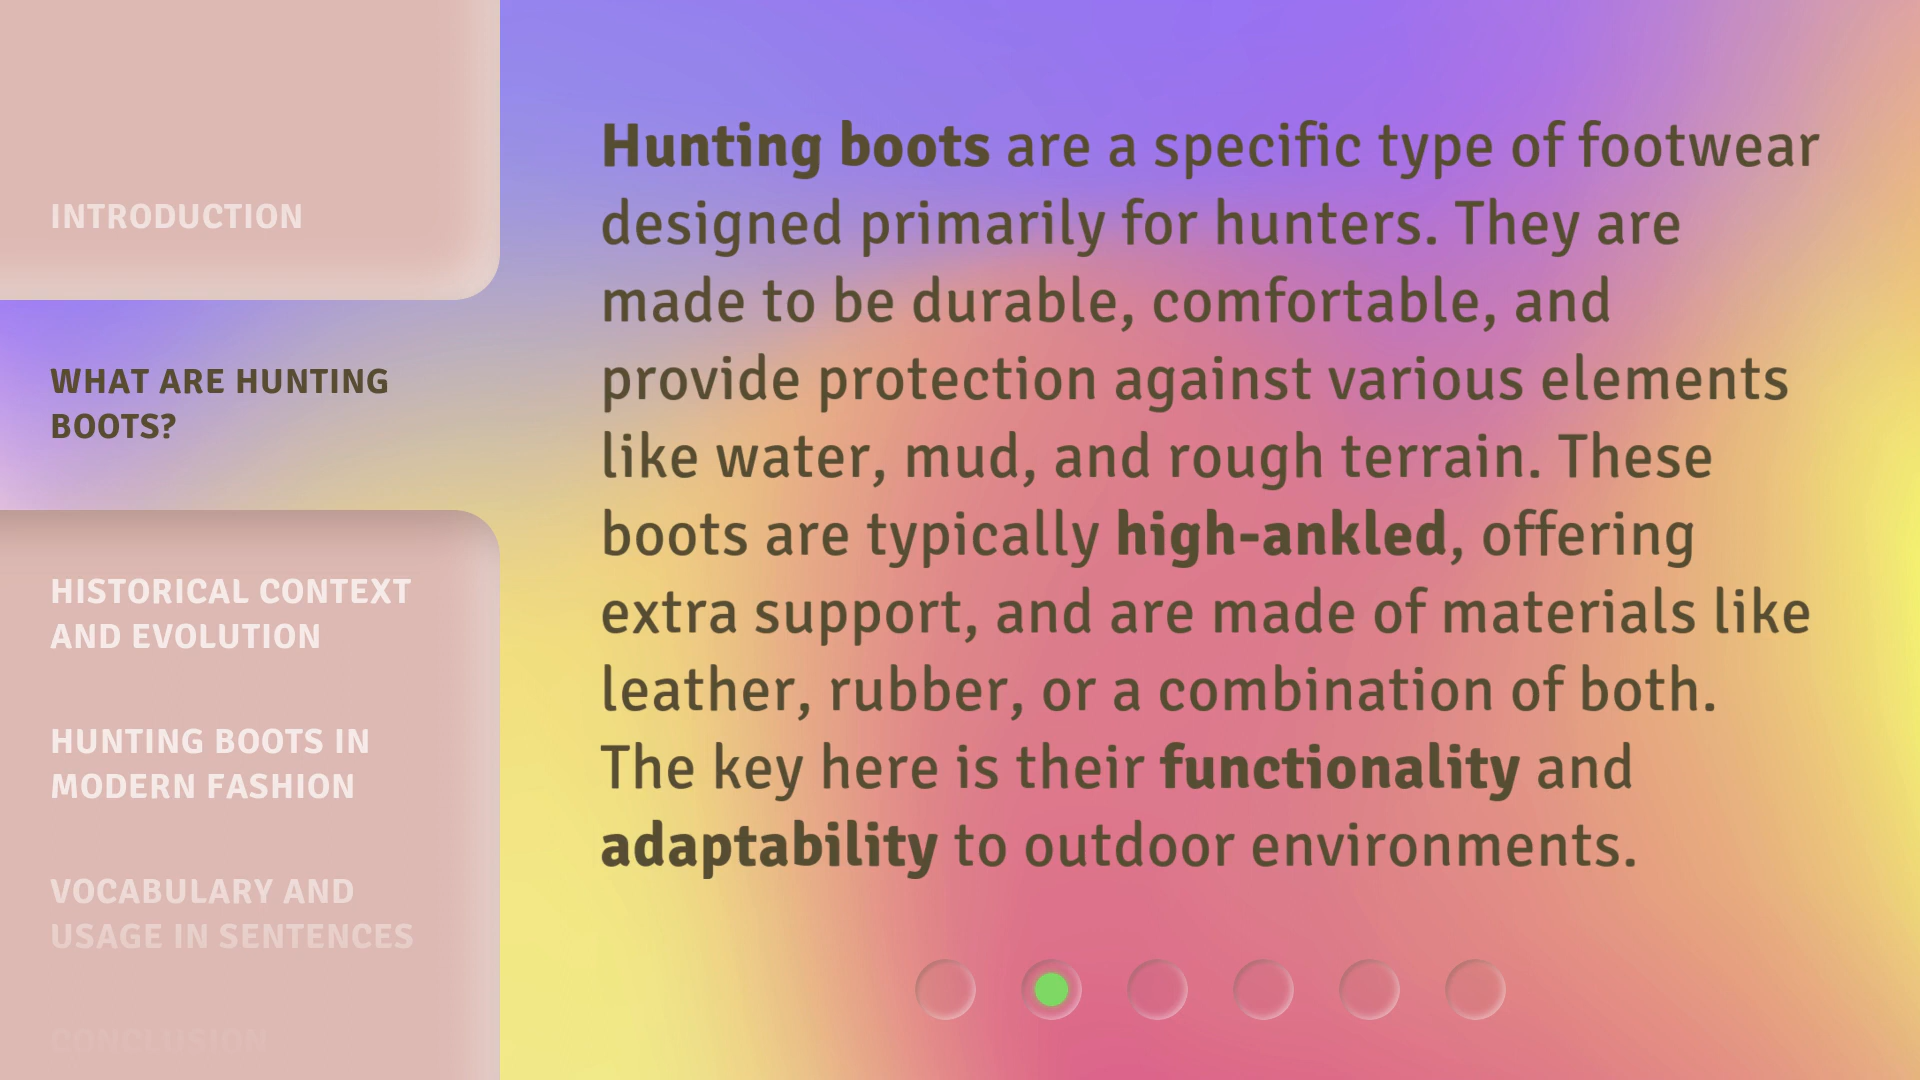 INTRODUCTION
WHAT ARE HUNTING
BOOTS?
HISTORICAL CONTEXT
AND EVOLUTION
HUNTING BOOTS IN
MODERN FASHION
VOCABULARY AND
USAGE IN SENTENCES
CONCLUSION
Hunting boots are a specific type of footwear
designed primarily for hunters. They are
made to be durable, comfortable, and
provide protection against various elements
like water, mud, and rough terrain. These
boots are typically high-ankled, offering
extra support, and are made of materials like
leather, rubber, or a combination of both.
The key here is their functionality and
adaptability to outdoor environments.